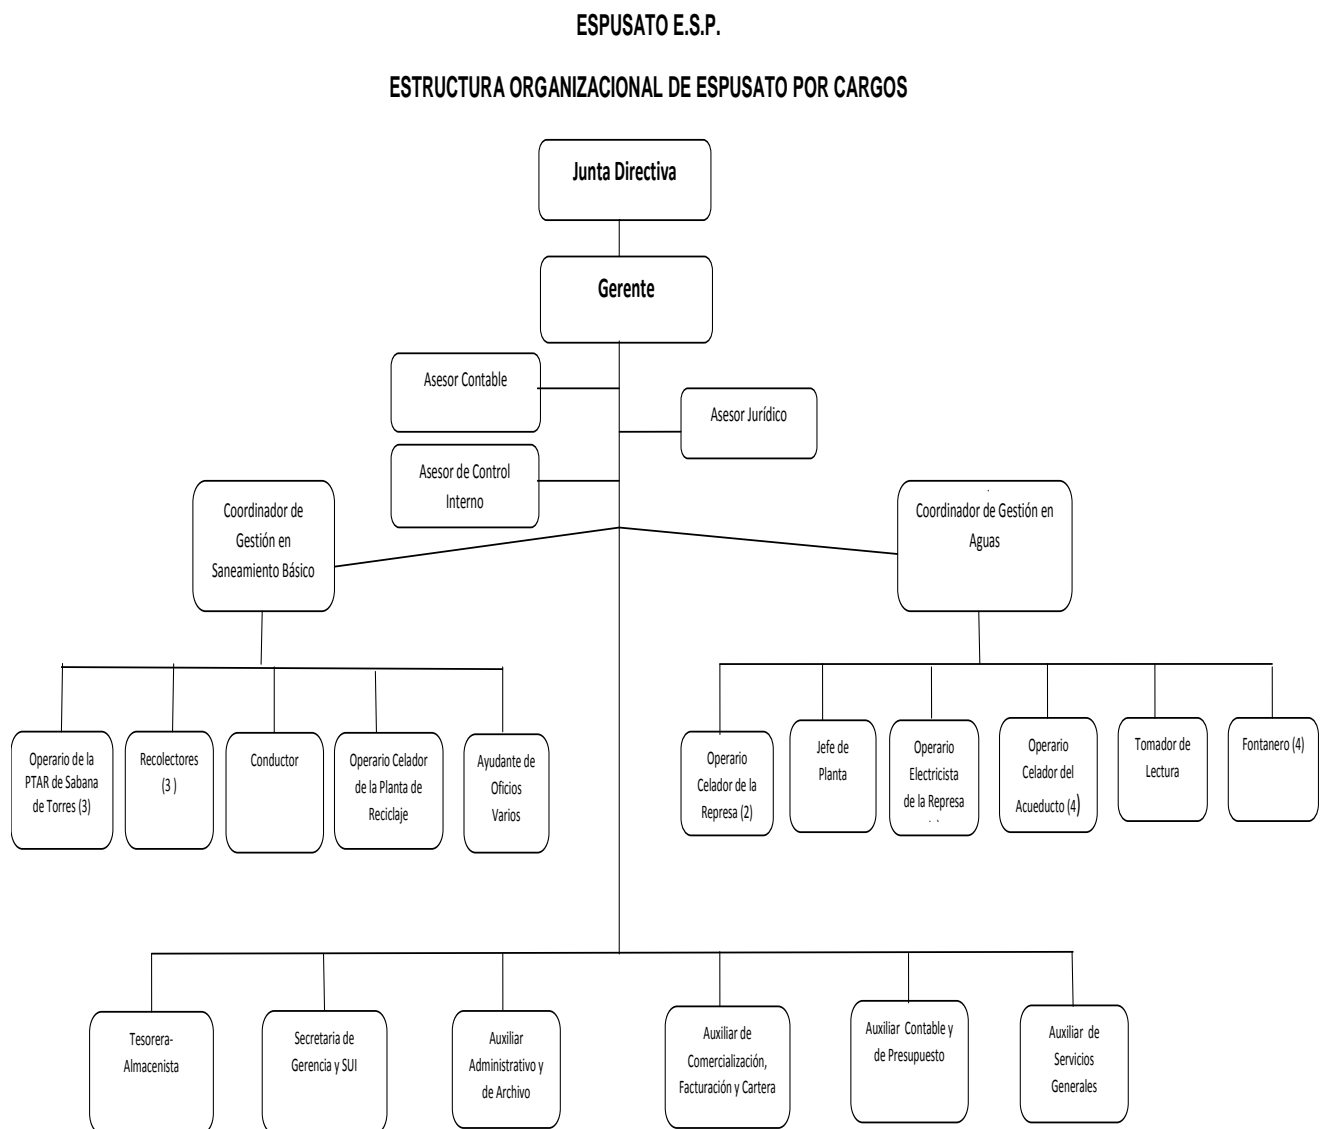 ESPUSATO E.S.P.
ESTRUCTURA ORGANIZACIONAL DE ESPUSATO POR CARGOS
Junta Directiva
Gerente
Asesor Contable
Asesor Jurídico
Asesor de Control
Interno
Coordinador de
Gestión en
Saneamiento Básico
Coordinador de Gestión en
Aguas
Operario de la
PTAR de Sabana
de Torres (3)
Recolectores
(3 )
Conductor
Operario Celador
de la Planta de
Reciclaje
Ayudante de
Oficios
Varios
Operario
Celador de la
Represa (2)
Jefe de
Planta
Operario
Electricista
de la Represa
Operario
Celador del
Acueducto (4)
Tomador de
Lectura
Fontanero (4)
Tesorera-
Almacenista
Secretaria de
Gerencia y SUI
Auxiliar
Administrativo y
de Archivo
Auxiliar de
Comercialización,
Facturación y Cartera
Auxiliar Contable y
de Presupuesto
Auxiliar de
Servicios
Generales